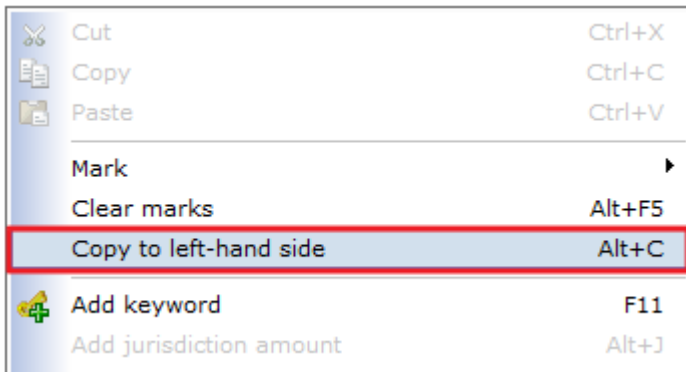 Cut Ctrl+X
Copy Ctrl+C
Paste Ctrl+V
Mark
Clear marks Alt+F5
Copy to left-hand side Alt+C
Add keyword F11
Add jurisdiction amount Alt+J